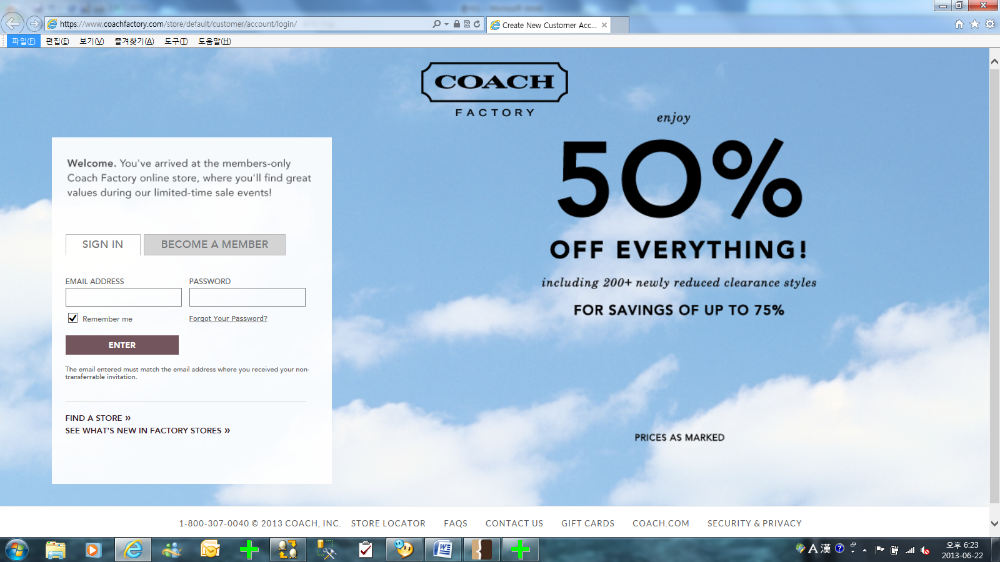 https://www.coachfactory.com/store/default/customer/account/login/
Create New Customer Acc...
파일(F) 편집(E) 보기(V) 즐겨찾기(A) 도구(T) 도움말(H)
COACH
FACTORY
enjoy
50%
OFF EVERYTHING!
including 200+ newly reduced clearance styles
FOR SAVINGS OF UP TO 75%
PRICES AS MARKED
Welcome. You've arrived at the members-only
Coach Factory online store, where you'll find great
values during our limited-time sale events!
SIGN IN BECOME A MEMBER
EMAIL ADDRESS PASSWORD
Remember me Forgot Your Password?
ENTER
The email entered must match the email address where you received your non-
transferrable invitation.
FIND A STORE »
SEE WHAT'S NEW IN FACTORY STORES »
1-800-307-0040 © 2013 COACH, INC. STORE LOCATOR FAQS CONTACT US GIFT CARDS COACH.COM SECURITY & PRIVACY
A 漢
오후 6:23
2013-06-22